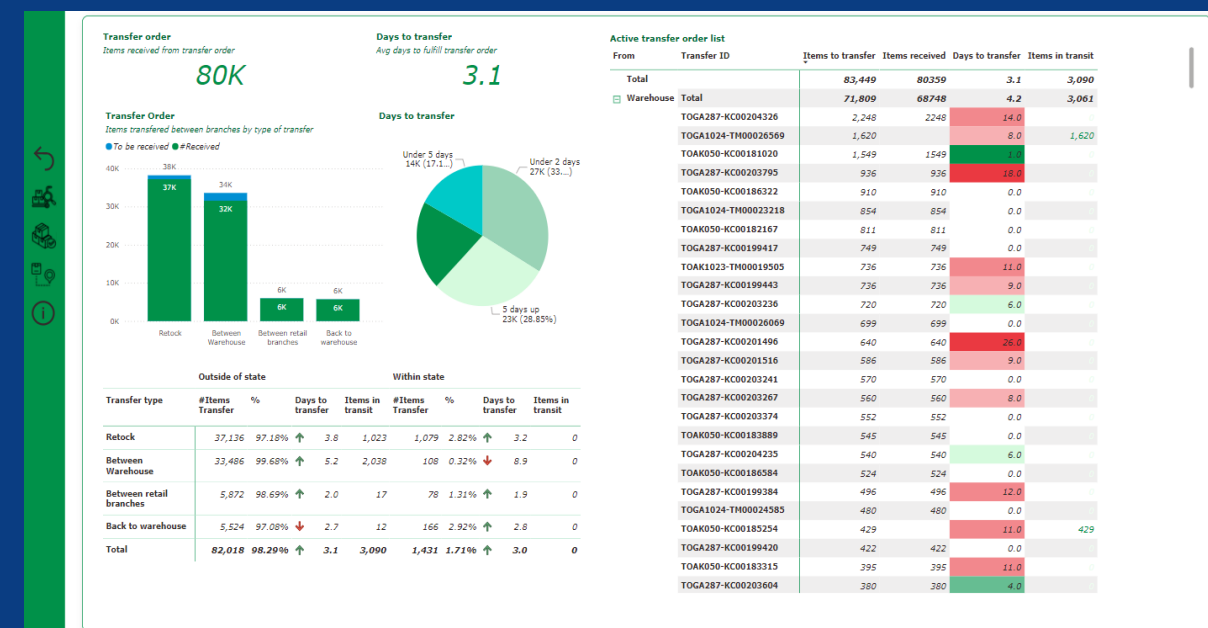 Transfer order
Items received from transfer order
80K
Days to transfer
Avg days to fulfill transfer order
3.1
Transfer Order
Items transfered between branches by type of transfer
To be received #Received
40K
30K
20K
10K
0K
38K
37K
34K
32K
6K
6K
6K
6K
Retock
Between Warehouse
Between retail branches
Back to warehouse
Days to transfer
Under 5 days
14K (17.1...)
Under 2 days
27K (33....)
5 days up
23K (28.85%)
Outside of state Within state
Transfer type #Items Transfer % Days to transfer Items in transit #Items Transfer % Days to transfer Items in transit
Retock 37,136 97.18% 3.8 1,023 1,079 2.82% 3.2 0
Between Warehouse 33,486 99.68% 5.2 2,038 108 0.32% 8.9 0
Between retail branches 5,872 98.69% 2.0 17 78 1.31% 1.9 0
Back to warehouse 5,524 97.08% 2.7 12 166 2.92% 2.8 0
Total 82,018 98.29% 3.1 3,090 1,431 1.71% 3.0 0
Active transfer order list
From Transfer ID Items to transfer Items received Days to transfer Items in transit
Total 83,449 80359 3.1 3,090
Warehouse Total 71,809 68748 4.2 3,061
TOGA287-KC00204326 2,248 2248 14.0
TOGA1024-TM00026569 1,620 8.0 1,620
TOAK050-KC00181020 1,549 1549 1.0
TOGA287-KC00203795 936 936 18.0
TOAK050-KC00186322 910 910 0.0
TOGA1024-TM00023218 854 854 0.0
TOAK050-KC00182167 811 811 0.0
TOGA287-KC00199417 749 749 0.0
TOAK1023-TM00019505 736 736 11.0
TOGA287-KC00199443 736 736 9.0
TOGA287-KC00203236 720 720 6.0
TOGA1024-TM00026069 699 699 0.0
TOGA287-KC00201496 640 640 26.0
TOGA287-KC00201516 586 586 9.0
TOGA287-KC00203241 570 570 0.0
TOGA287-KC00203267 560 560 8.0
TOGA287-KC00203374 552 552 0.0
TOAK050-KC00183889 545 545 0.0
TOGA287-KC00204235 540 540 6.0
TOAK050-KC00186584 524 524 0.0
TOGA287-KC00199384 496 496 12.0
TOGA1024-TM00024585 480 480 0.0
TOAK050-KC00185254 429 11.0 429
TOGA287-KC00199420 422 422 0.0
TOAK050-KC00183315 395 395 11.0
TOGA287-KC00203604 380 380 4.0